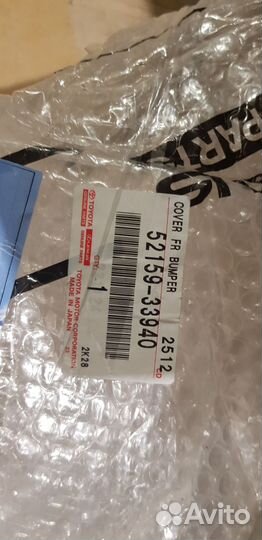 PARTS
COVER FR BUMPER
2512
52159-33940
TOYOTA
GENUINE PARTS
QTY.
1
TOYOTA MOTOR CORPORATION
MADE IN JAPAN
2K28
Avito